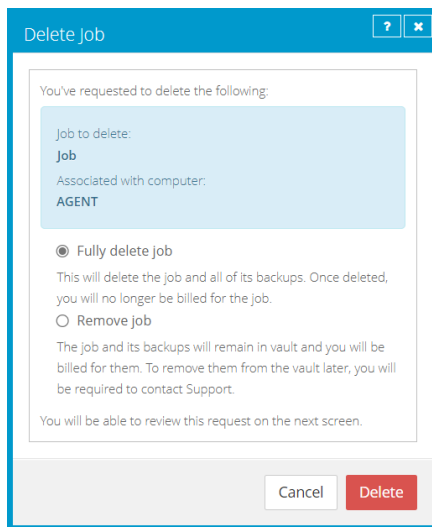 Delete Job
?
×
You've requested to delete the following:
Job to delete:
Job
Associated with computer:
AGENT
Fully delete job
This will delete the job and all of its backups. Once deleted,
you will no longer be billed for the job.
Remove job
The job and its backups will remain in vault and you will be
billed for them. To remove them from the vault later, you will
be required to contact Support.
You will be able to review this request on the next screen.
Cancel
Delete